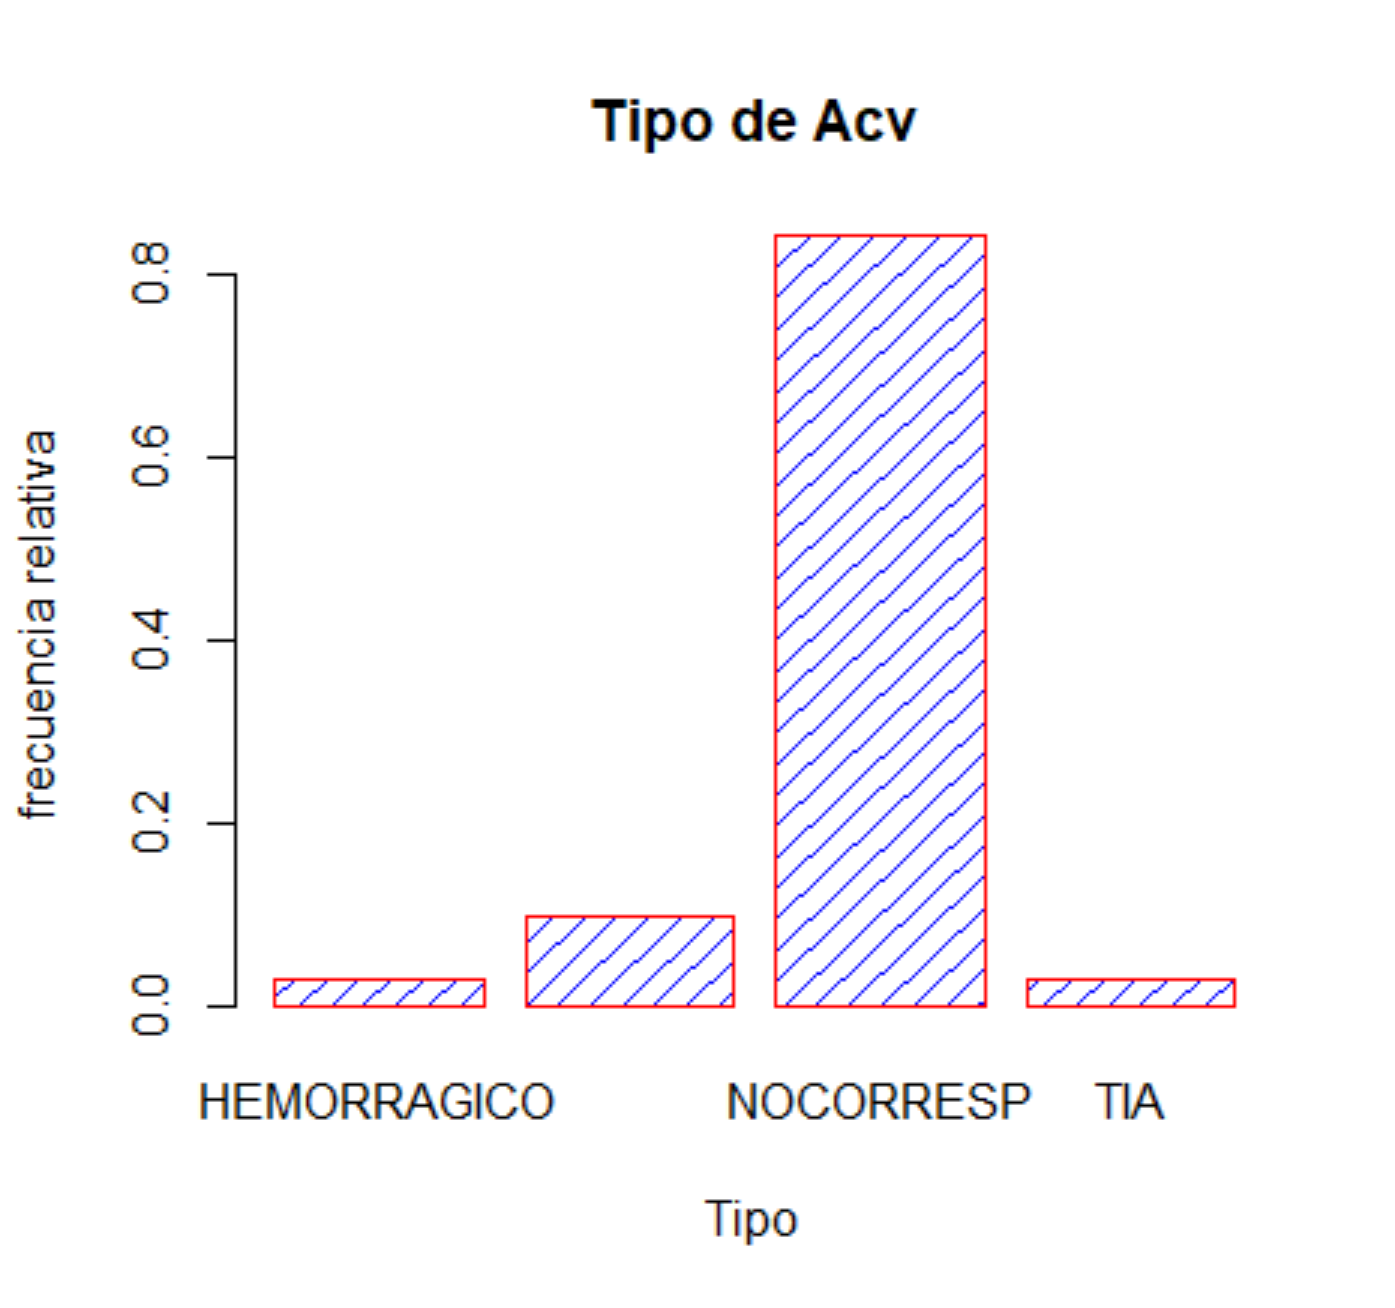 Tipo de Acv
frecuencia relativa
0.8
0.6
0.4
0.2
0.0
HEMORRAGICO NOCORRESP TIA
Tipo